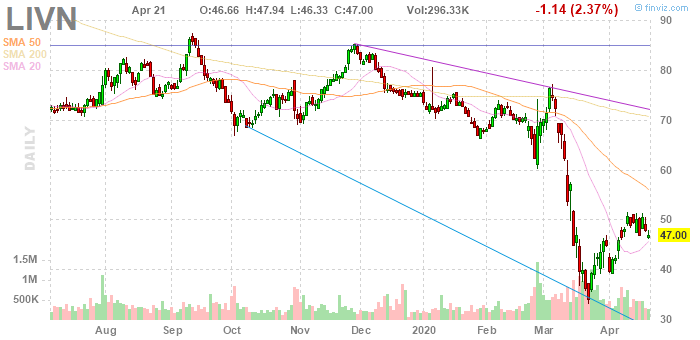 LIVN
Apr 21 O:46.66 H:47.94 L:46.33 C:47.00 Vol:296.33K
© finviz.com
-1.14 (2.37%)
SMA 50
SMA 200
SMA 20
DAILY
90
80
70
60
50
47.00
40
30
1.5M
1M
500K
Aug Sep Oct Nov Dec 2020 Feb Mar Apr